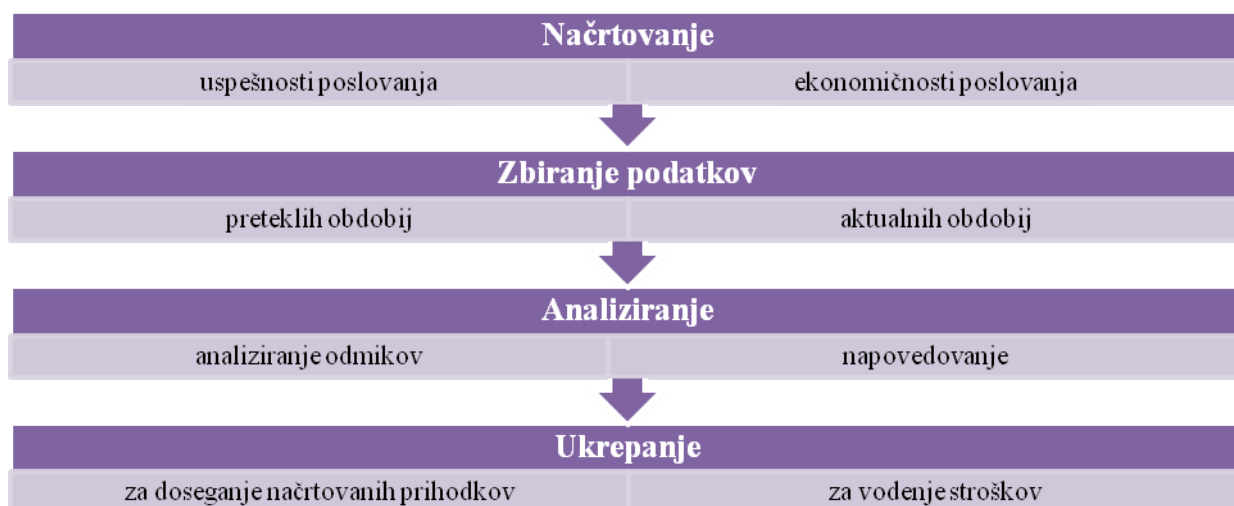 Načrtovanje
uspešnosti poslovanja
ekonomičnosti poslovanja
Zbiranje podatkov
preteklih obdobij
aktualnih obdobij
Analiziranje
analiziranje odmikov
napovedovanje
Ukrepanje
za doseganje načrtovanih prihodkov
za vodenje stroškov